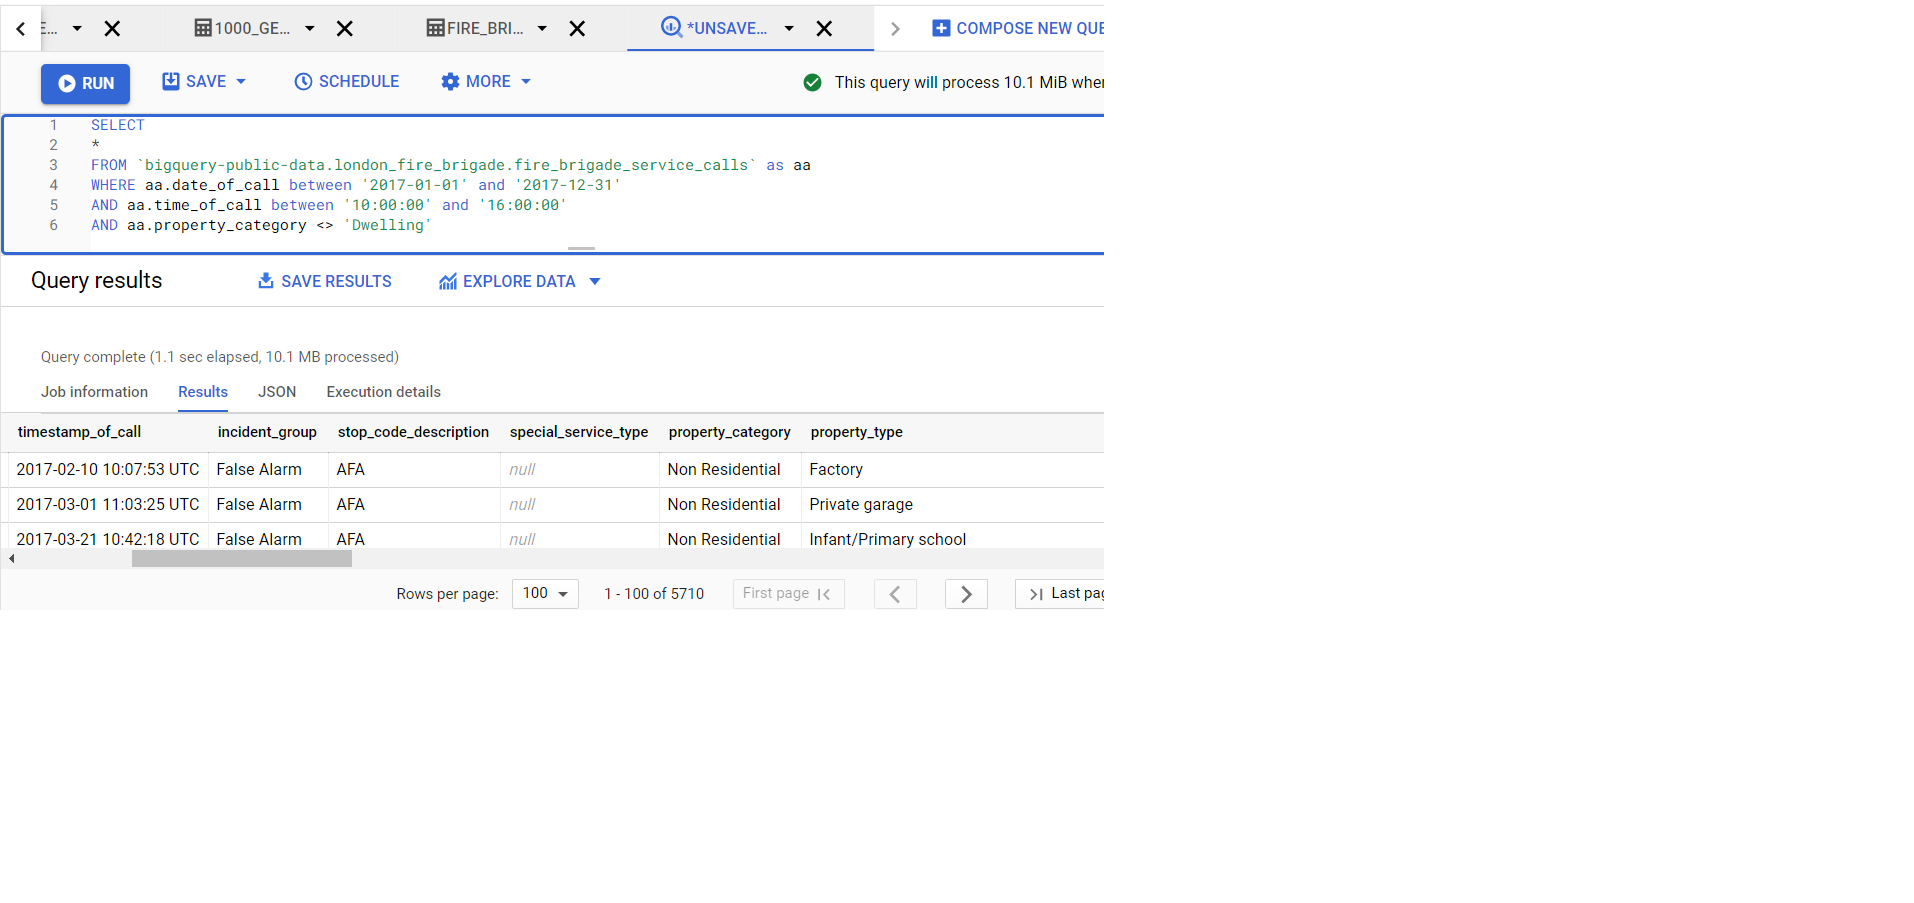 E... 1000_GE... FIRE_BRI... *UNSAVE... COMPOSE NEW QUE
RUN SAVE SCHEDULE MORE This query will process 10.1 MiB when
1 SELECT
2 *
3 FROM `bigquery-public-data.london_fire_brigade.fire_brigade_service_calls` as aa
4 WHERE aa.date_of_call between '2017-01-01' and '2017-12-31'
5 AND aa.time_of_call between '10:00:00' and '16:00:00'
6 AND aa.property_category <> 'Dwelling'
Query results SAVE RESULTS EXPLORE DATA
Query complete (1.1 sec elapsed, 10.1 MB processed)
Job information Results JSON Execution details
timestamp_of_call incident_group stop_code_description special_service_type property_category property_type
2017-02-10 10:07:53 UTC False Alarm AFA null Non Residential Factory
2017-03-01 11:03:25 UTC False Alarm AFA null Non Residential Private garage
2017-03-21 10:42:18 UTC False Alarm AFA null Non Residential Infant/Primary school
Rows per page: 100 1 - 100 of 5710 First page Last pag